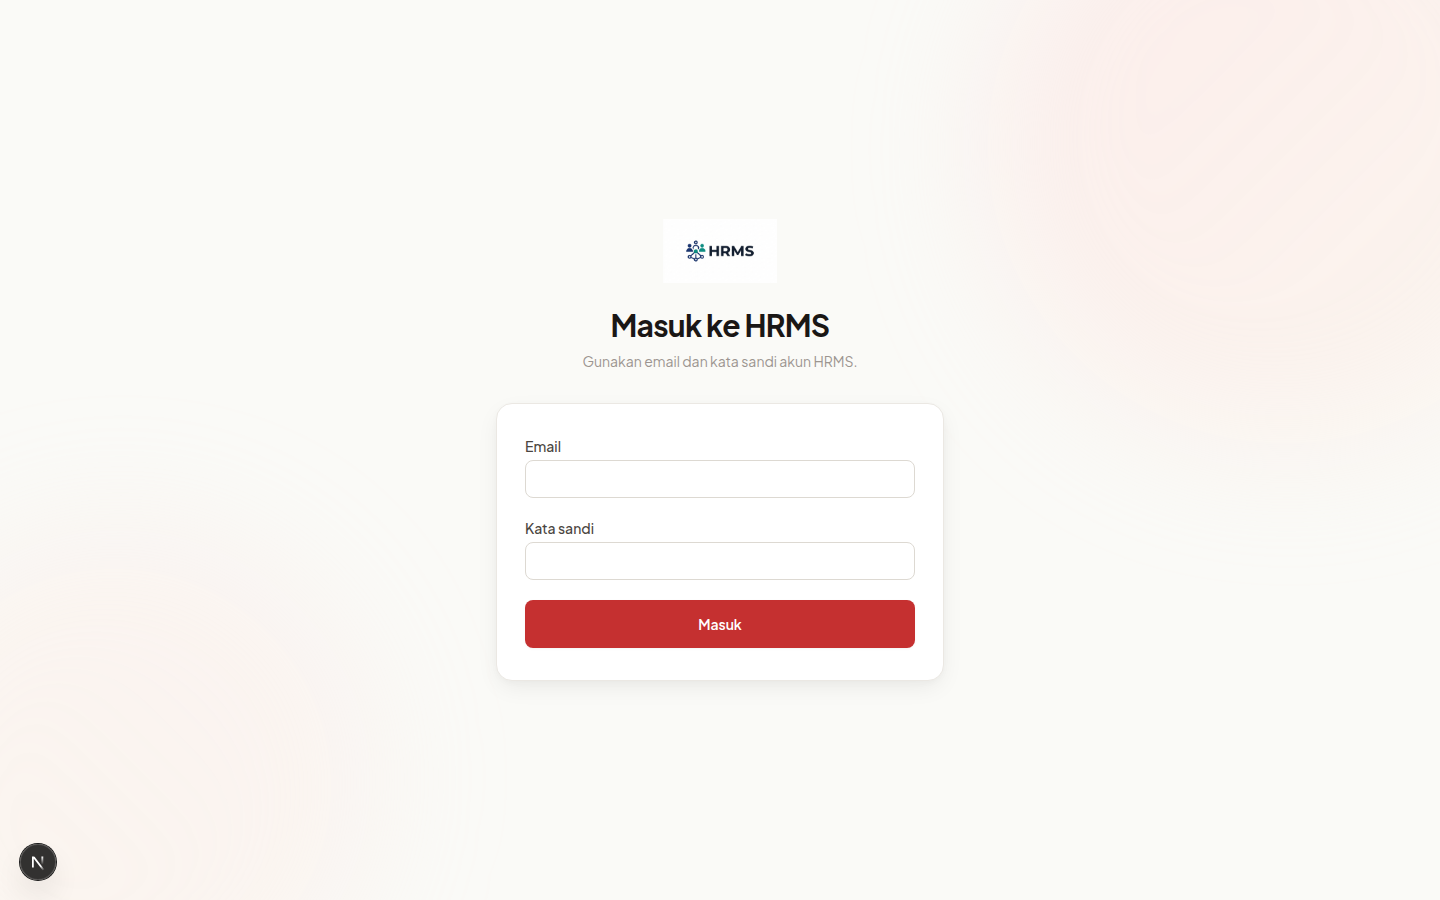 HRMS
Masuk ke HRMS
Gunakan email dan kata sandi akun HRMS.
Email
Kata sandi
Masuk
N